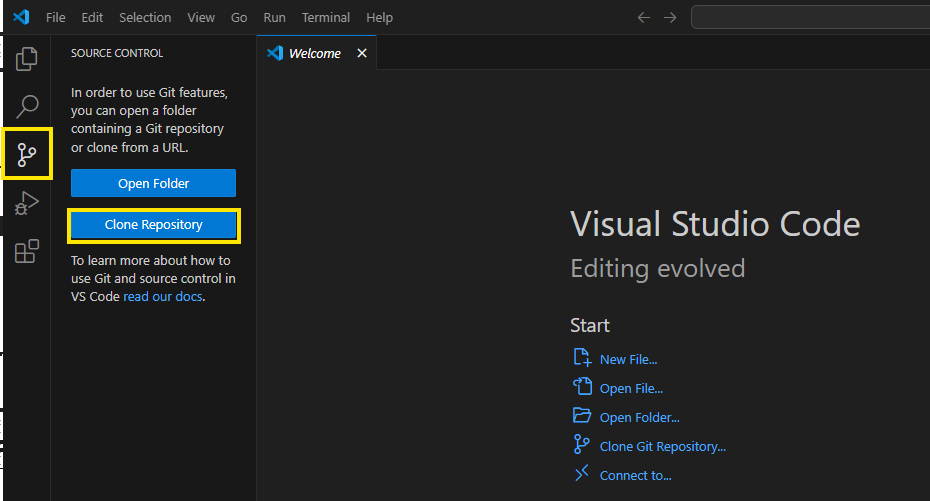 File Edit Selection View Go Run Terminal Help
SOURCE CONTROL
In order to use Git features,
you can open a folder
containing a Git repository
or clone from a URL.
Open Folder
Clone Repository
To learn more about how to
use Git and source control in
VS Code read our docs.
Welcome
Visual Studio Code
Editing evolved
Start
New File...
Open File...
Open Folder...
Clone Git Repository...
Connect to...